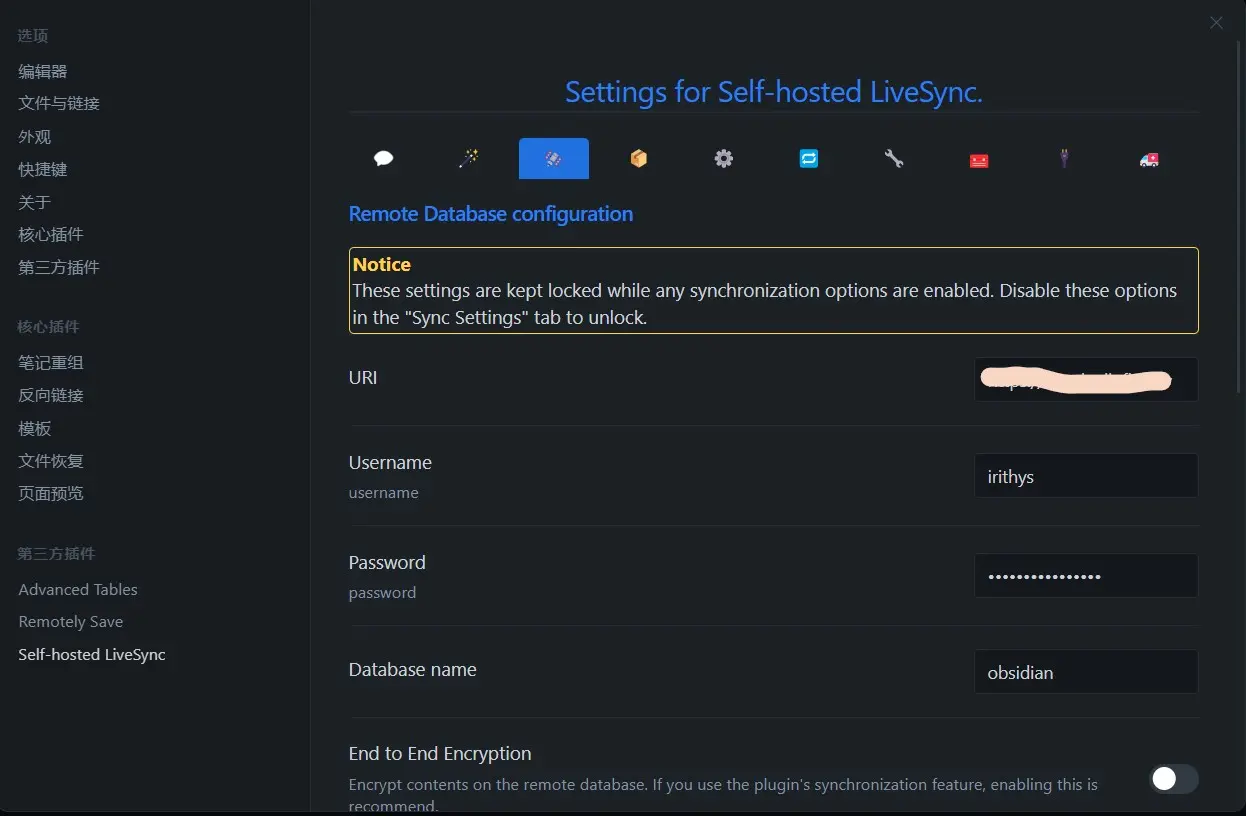 选项
编辑器
文件与链接
外观
快捷键
关于
核心插件
第三方插件
核心插件
笔记重组
反向链接
模板
文件恢复
页面预览
第三方插件
Advanced Tables
Remotely Save
Self-hosted LiveSync
Settings for Self-hosted LiveSync.
Remote Database configuration
Notice
These settings are kept locked while any synchronization options are enabled. Disable these options
in the "Sync Settings" tab to unlock.
URI
Username
username
irithys
Password
password
••••••••••••••••
Database name
obsidian
End to End Encryption
Encrypt contents on the remote database. If you use the plugin's synchronization feature, enabling this is
recommend.